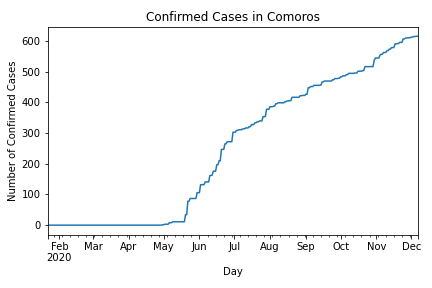 Confirmed Cases in Comoros
Number of Confirmed Cases
600
500
400
300
200
100
0
Feb Mar Apr May Jun Jul Aug Sep Oct Nov Dec
2020
Day